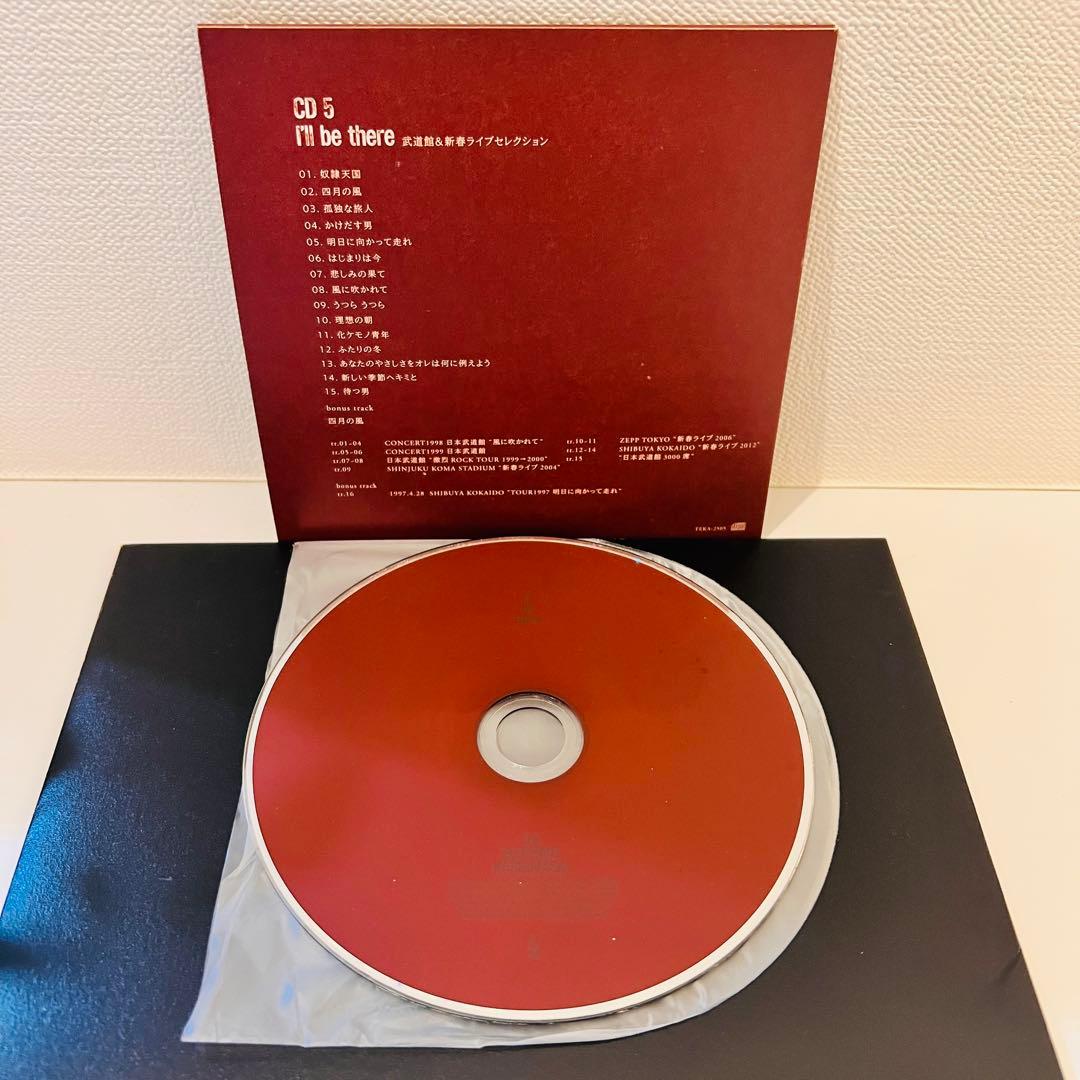 CD 5
I'll be there 武道館&新春ライブセレクション
01. 奴隷天国
02. 四月の風
03. 孤独な旅人
04. かけだす男
05. 明日に向かって走れ
06. はじまりは今
07. 悲しみの果て
08. 風に吹かれて
09. うつら うつら
10. 理想の朝
11. 化ケモノ青年
12. ふたりの冬
13. あなたのやさしさをオレは何に例えよう
14. 新しい季節へキミと
15. 待つ男
bonus track
四月の風
tr.01-04 CONCERT1998 日本武道館 "風に吹かれて"
tr.05-06 CONCERT1999 日本武道館
tr.07-08 日本武道館 "激烈 ROCK TOUR 1999→2000"
tr.09 SHINJUKU KOMA STADIUM "新春ライブ 2004"
tr.10-11 ZEPP TOKYO "新春ライブ 2006"
tr.12-14 SHIBUYA KOKAIDO "新春ライブ 2012"
tr.15 "日本武道館 3000 席"
bonus track
tr.16 1997.4.28 SHIBUYA KOKAIDO "TOUR1997 明日に向かって走れ"